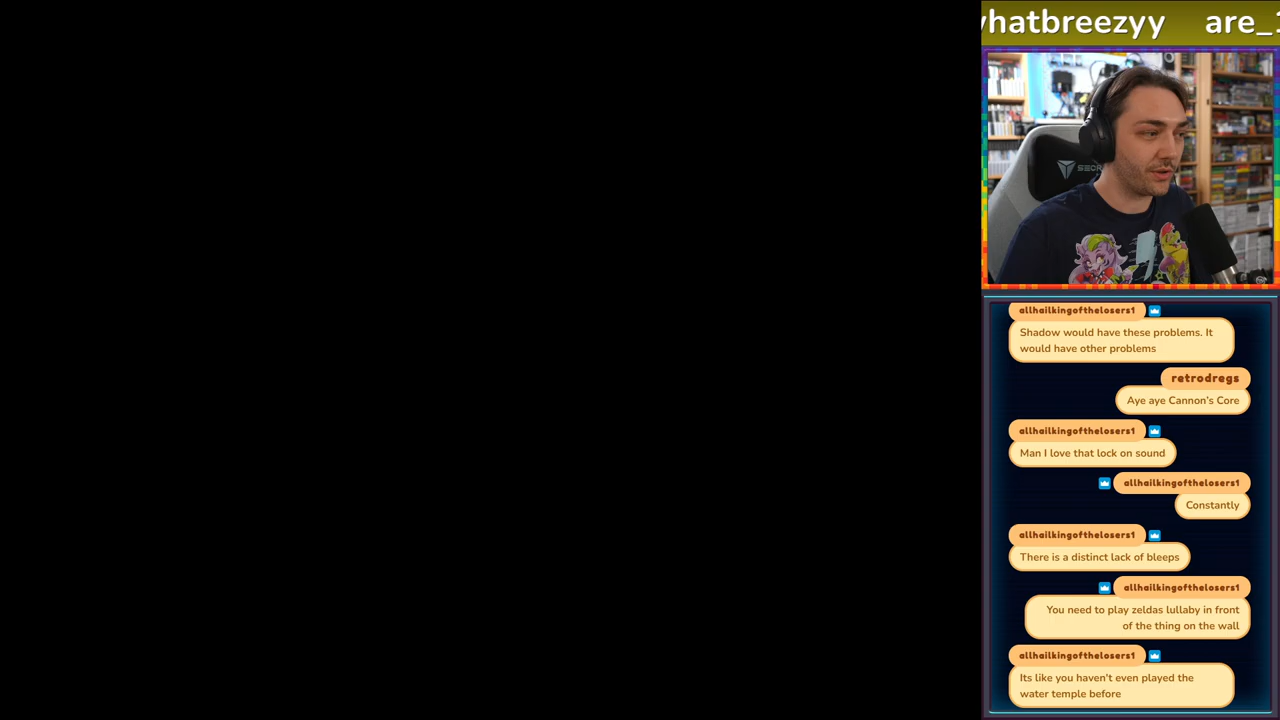 whatbreezyy are_
SECR
allhailkingofthelosers1
Shadow would have these problems. It
would have other problems
retrodregs
Aye aye Cannon's Core
allhailkingofthelosers1
Man I love that lock on sound
allhailkingofthelosers1
Constantly
allhailkingofthelosers1
There is a distinct lack of bleeps
allhailkingofthelosers1
You need to play zeldas lullaby in front
of the thing on the wall
allhailkingofthelosers1
Its like you haven't even played the
water temple before